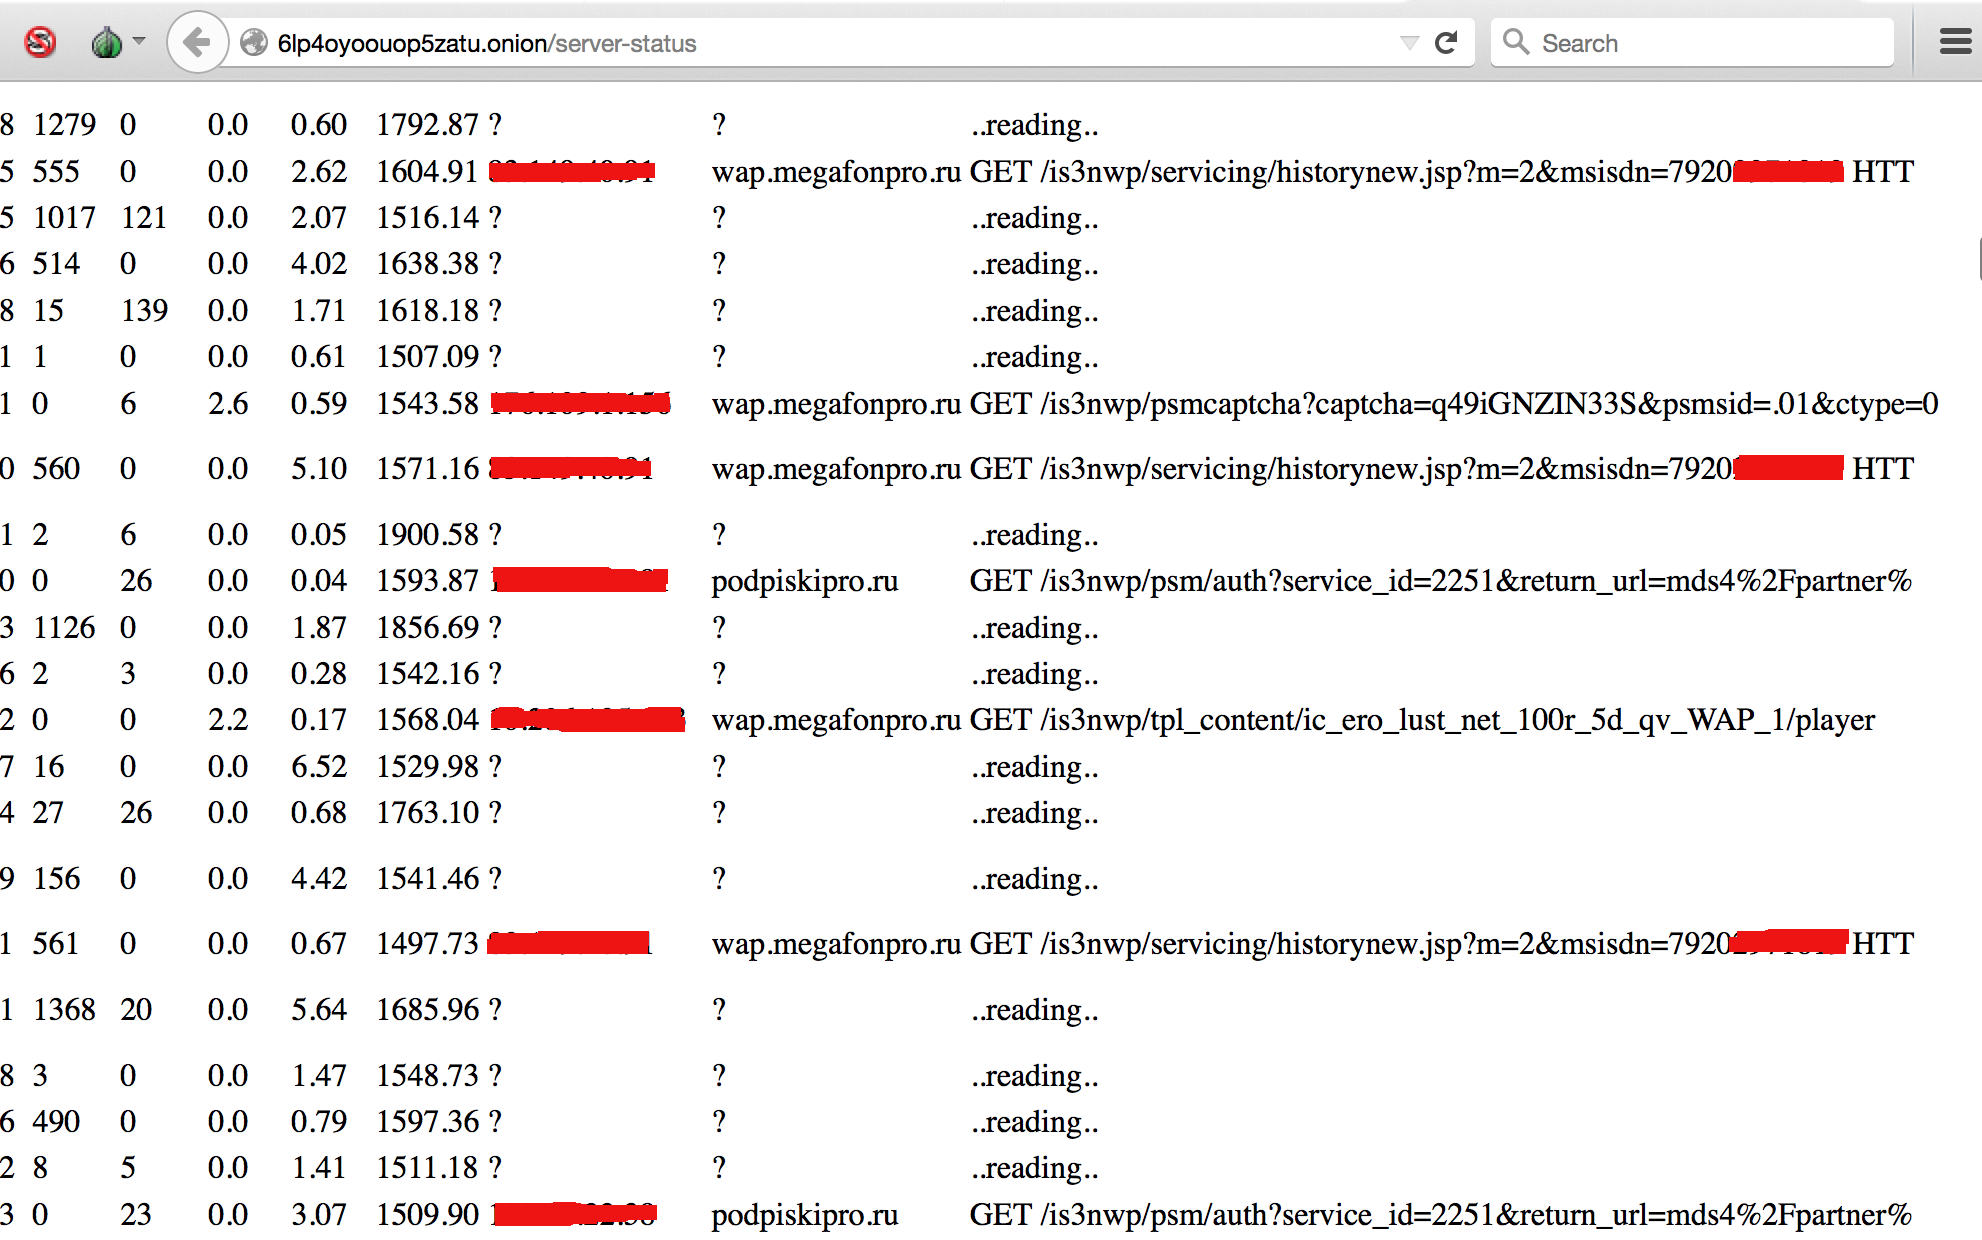 6lp4oyoouop5zatu.onion/server-status Search
8 1279 0 0.0 0.60 1792.87 ? ? ..reading..
5 555 0 0.0 2.62 1604.91 wap.megafonpro.ru GET /is3nwp/servicing/historynew.jsp?m=2&msisdn=7920 HTT
5 1017 121 0.0 2.07 1516.14 ? ? ..reading..
6 514 0 0.0 4.02 1638.38 ? ? ..reading..
8 15 139 0.0 1.71 1618.18 ? ? ..reading..
1 1 0 0.0 0.61 1507.09 ? ? ..reading..
1 0 6 2.6 0.59 1543.58 wap.megafonpro.ru GET /is3nwp/psmcaptcha?captcha=q49iGNZIN33S&psmsid=.01&ctype=0
0 560 0 0.0 5.10 1571.16 wap.megafonpro.ru GET /is3nwp/servicing/historynew.jsp?m=2&msisdn=7920 HTT
1 2 6 0.0 0.05 1900.58 ? ? ..reading..
0 0 26 0.0 0.04 1593.87 podpiskipro.ru GET /is3nwp/psm/auth?service_id=2251&return_url=mds4%2Fpartner%
3 1126 0 0.0 1.87 1856.69 ? ? ..reading..
6 2 3 0.0 0.28 1542.16 ? ? ..reading..
2 0 0 2.2 0.17 1568.04 wap.megafonpro.ru GET /is3nwp/tpl_content/ic_ero_lust_net_100r_5d_qv_WAP_1/player
7 16 0 0.0 6.52 1529.98 ? ? ..reading..
4 27 26 0.0 0.68 1763.10 ? ? ..reading..
9 156 0 0.0 4.42 1541.46 ? ? ..reading..
1 561 0 0.0 0.67 1497.73 wap.megafonpro.ru GET /is3nwp/servicing/historynew.jsp?m=2&msisdn=7920 HTT
1 1368 20 0.0 5.64 1685.96 ? ? ..reading..
8 3 0 0.0 1.47 1548.73 ? ? ..reading..
6 490 0 0.0 0.79 1597.36 ? ? ..reading..
2 8 5 0.0 1.41 1511.18 ? ? ..reading..
3 0 23 0.0 3.07 1509.90 podpiskipro.ru GET /is3nwp/psm/auth?service_id=2251&return_url=mds4%2Fpartner%